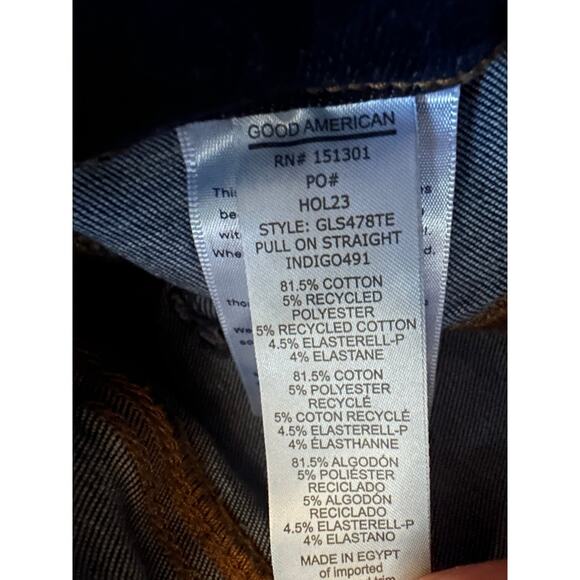 GOOD AMERICAN
RN# 151301
PO#
HOL23
STYLE: GLS478TE
PULL ON STRAIGHT
INDIGO491
81.5% COTTON
5% RECYCLED
POLYESTER
5% RECYCLED COTTON
4.5% ELASTERELL-P
4% ELASTANE
81.5% COTON
5% POLYESTER
RECYCLÉ
5% COTON RECYCLÉ
4.5% ELASTERELL-P
4% ÉLASTHANNE
81.5% ALGODÓN
5% POLIÉSTER
RECICLADO
5% ALGODÓN
RECICLADO
4.5% ELASTERELL-P
4% ELASTANO
MADE IN EGYPT
of imported
trim